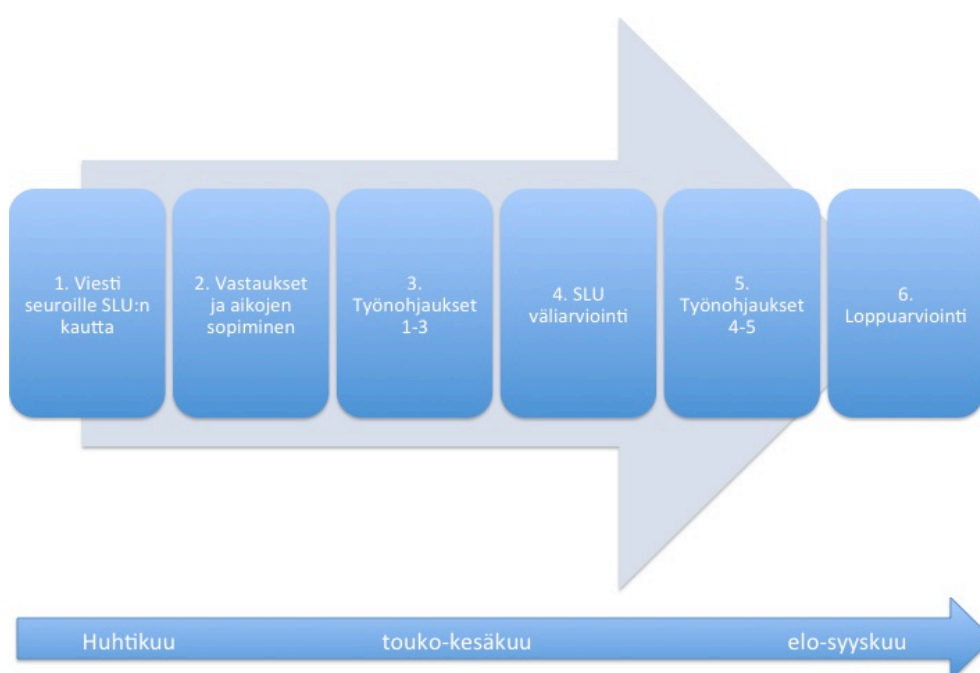 1. Viesti
seuroille SLU:n
kautta
2. Vastaukset
ja aikojen
sopiminen
3.
Työnohjaukset
1-3
4. SLU
väliarviointi
5.
Työnohjaukset
4-5
6.
Loppuarviointi
Huhtikuu
touko-kesäkuu
elo-syyskuu